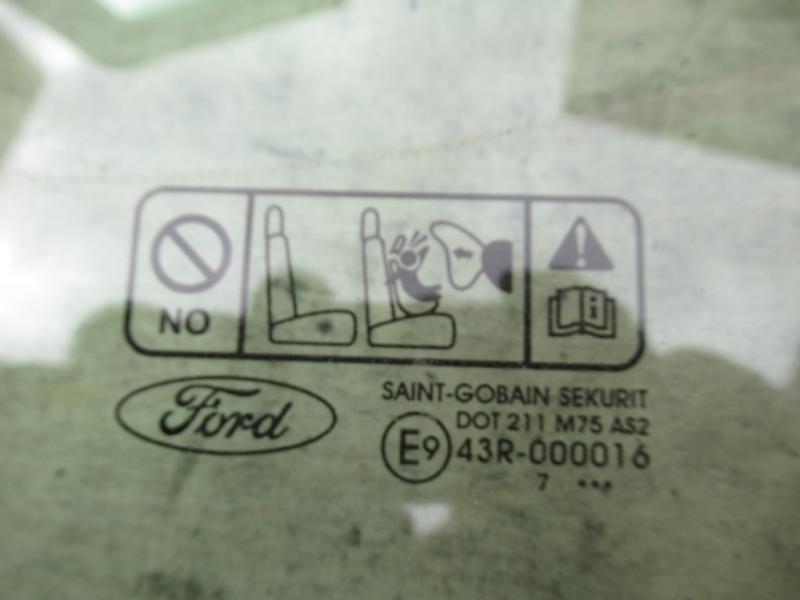 NO
Ford
SAINT-GOBAIN SEKURIT
DOT 211 M75 AS2
E9 43R-000016
7 •••